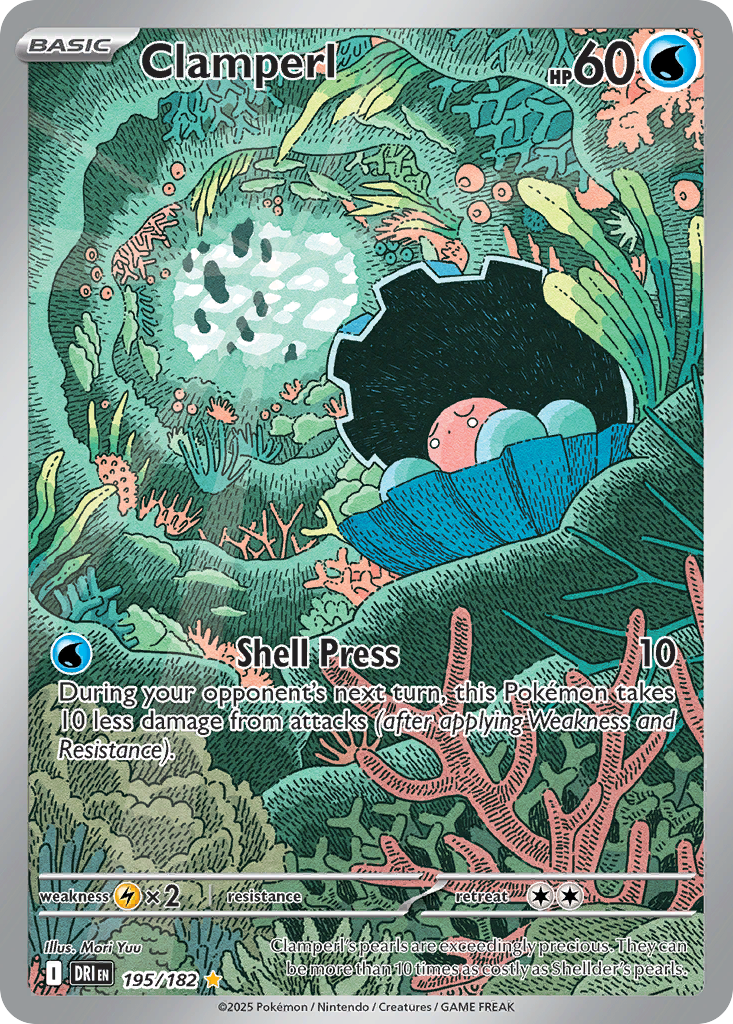 BASIC
Clamperl
HP 60
Shell Press 10
During your opponent's next turn, this Pokémon takes
10 less damage from attacks (after applying Weakness and
Resistance).
weakness ×2 resistance retreat
Illus. Mori Yuu
Clamperl's pearls are exceedingly precious. They can
be more than 10 times as costly as Shellder's pearls.
I DRI EN 195/182
©2025 Pokémon / Nintendo / Creatures / GAME FREAK